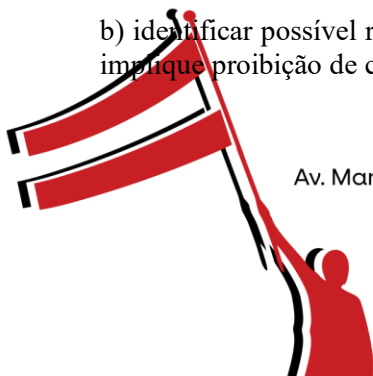 b) identificar possível
implique proibição de
Av. Mar